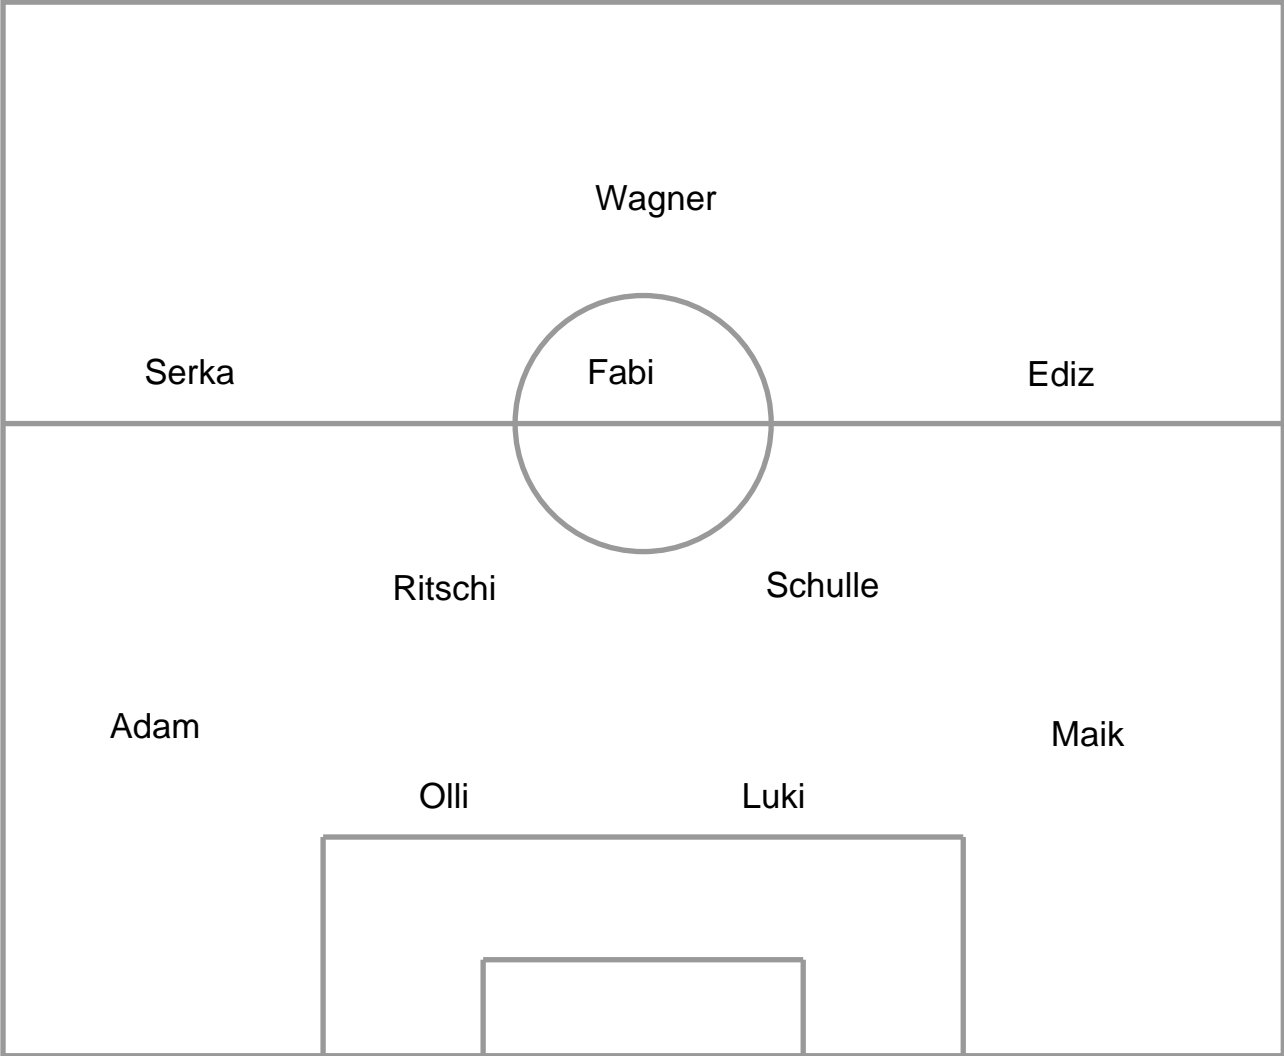 Wagner
Serka
Fabi
Ediz
Ritschi
Schulle
Adam
Maik
Olli
Luki